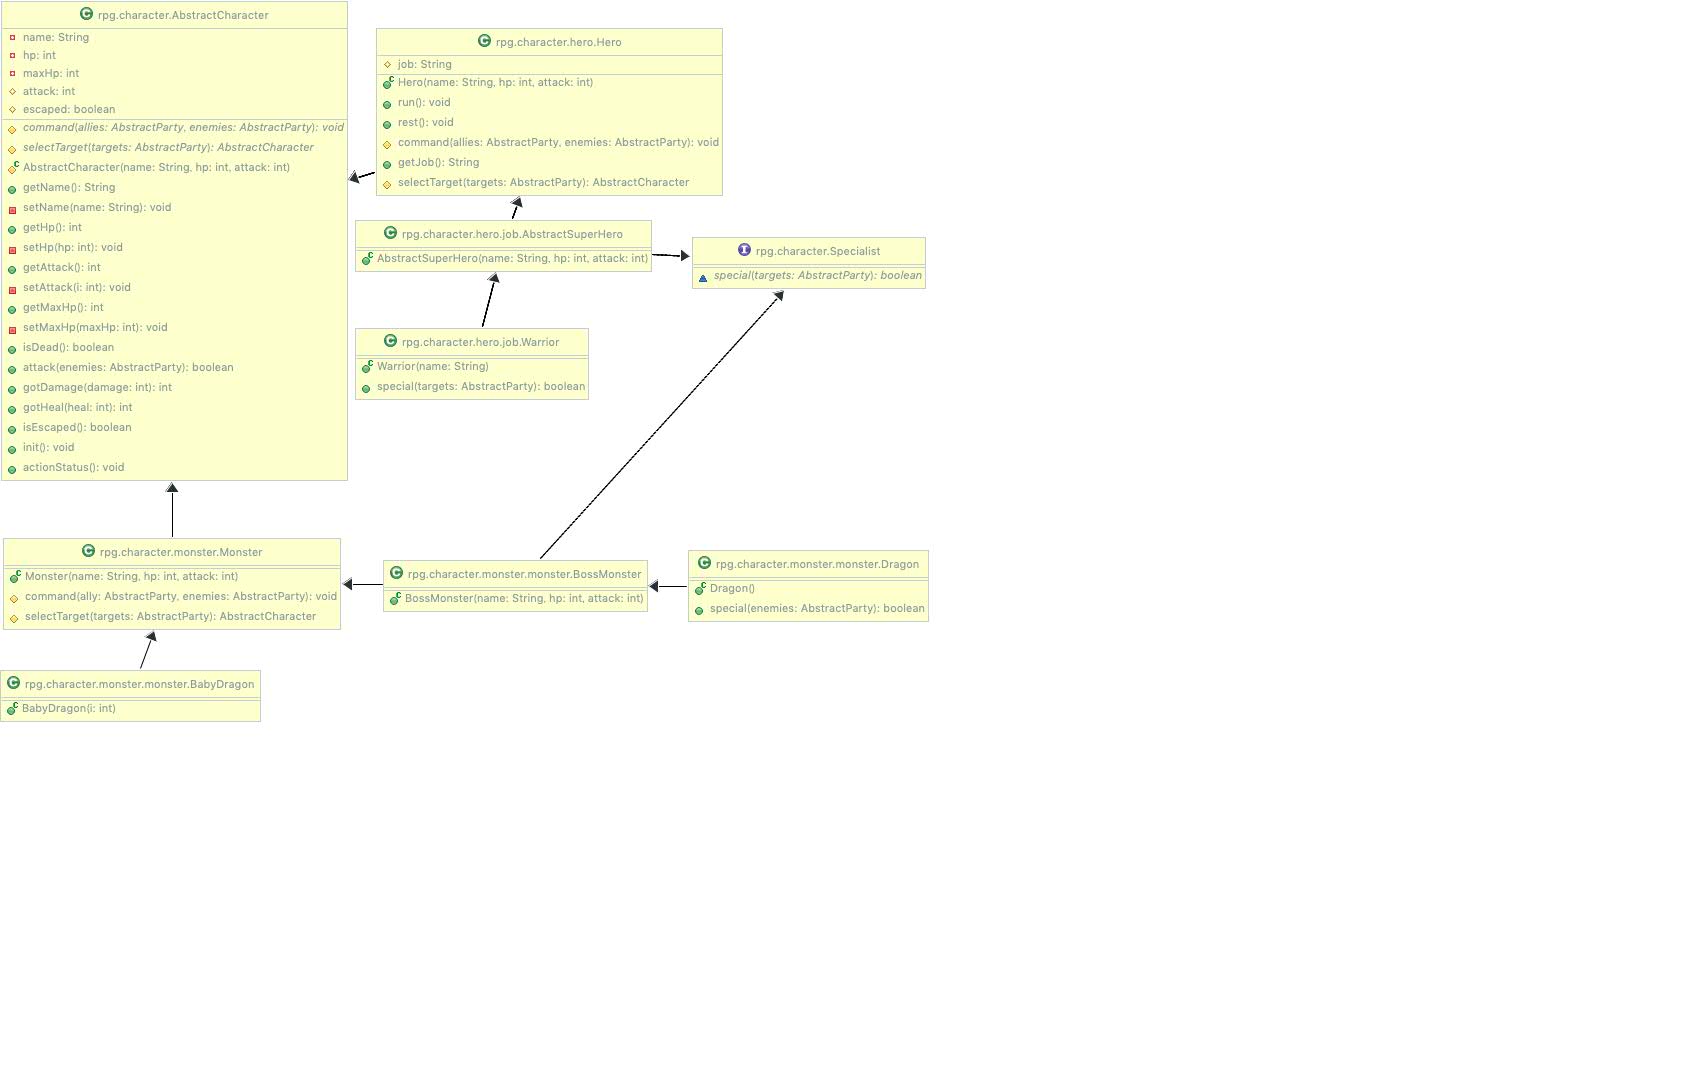 rpg.character.AbstractCharacter
name: String
hp: int
maxHp: int
attack: int
escaped: boolean
command(allies: AbstractParty, enemies: AbstractParty): void
selectTarget(targets: AbstractParty): AbstractCharacter
AbstractCharacter(name: String, hp: int, attack: int)
getName(): String
setName(name: String): void
getHp(): int
setHp(hp: int): void
getAttack(): int
setAttack(i: int): void
getMaxHp(): int
setMaxHp(maxHp: int): void
isDead(): boolean
attack(enemies: AbstractParty): boolean
gotDamage(damage: int): int
gotHeal(heal: int): int
isEscaped(): boolean
init(): void
actionStatus(): void
rpg.character.hero.Hero
job: String
Hero(name: String, hp: int, attack: int)
run(): void
rest(): void
command(allies: AbstractParty, enemies: AbstractParty): void
getJob(): String
selectTarget(targets: AbstractParty): AbstractCharacter
rpg.character.hero.job.AbstractSuperHero
AbstractSuperHero(name: String, hp: int, attack: int)
rpg.character.Specialist
special(targets: AbstractParty): boolean
rpg.character.hero.job.Warrior
Warrior(name: String)
special(targets: AbstractParty): boolean
rpg.character.monster.Monster
Monster(name: String, hp: int, attack: int)
command(ally: AbstractParty, enemies: AbstractParty): void
selectTarget(targets: AbstractParty): AbstractCharacter
rpg.character.monster.monster.BossMonster
BossMonster(name: String, hp: int, attack: int)
rpg.character.monster.monster.Dragon
Dragon()
special(enemies: AbstractParty): boolean
rpg.character.monster.monster.BabyDragon
BabyDragon(i: int)